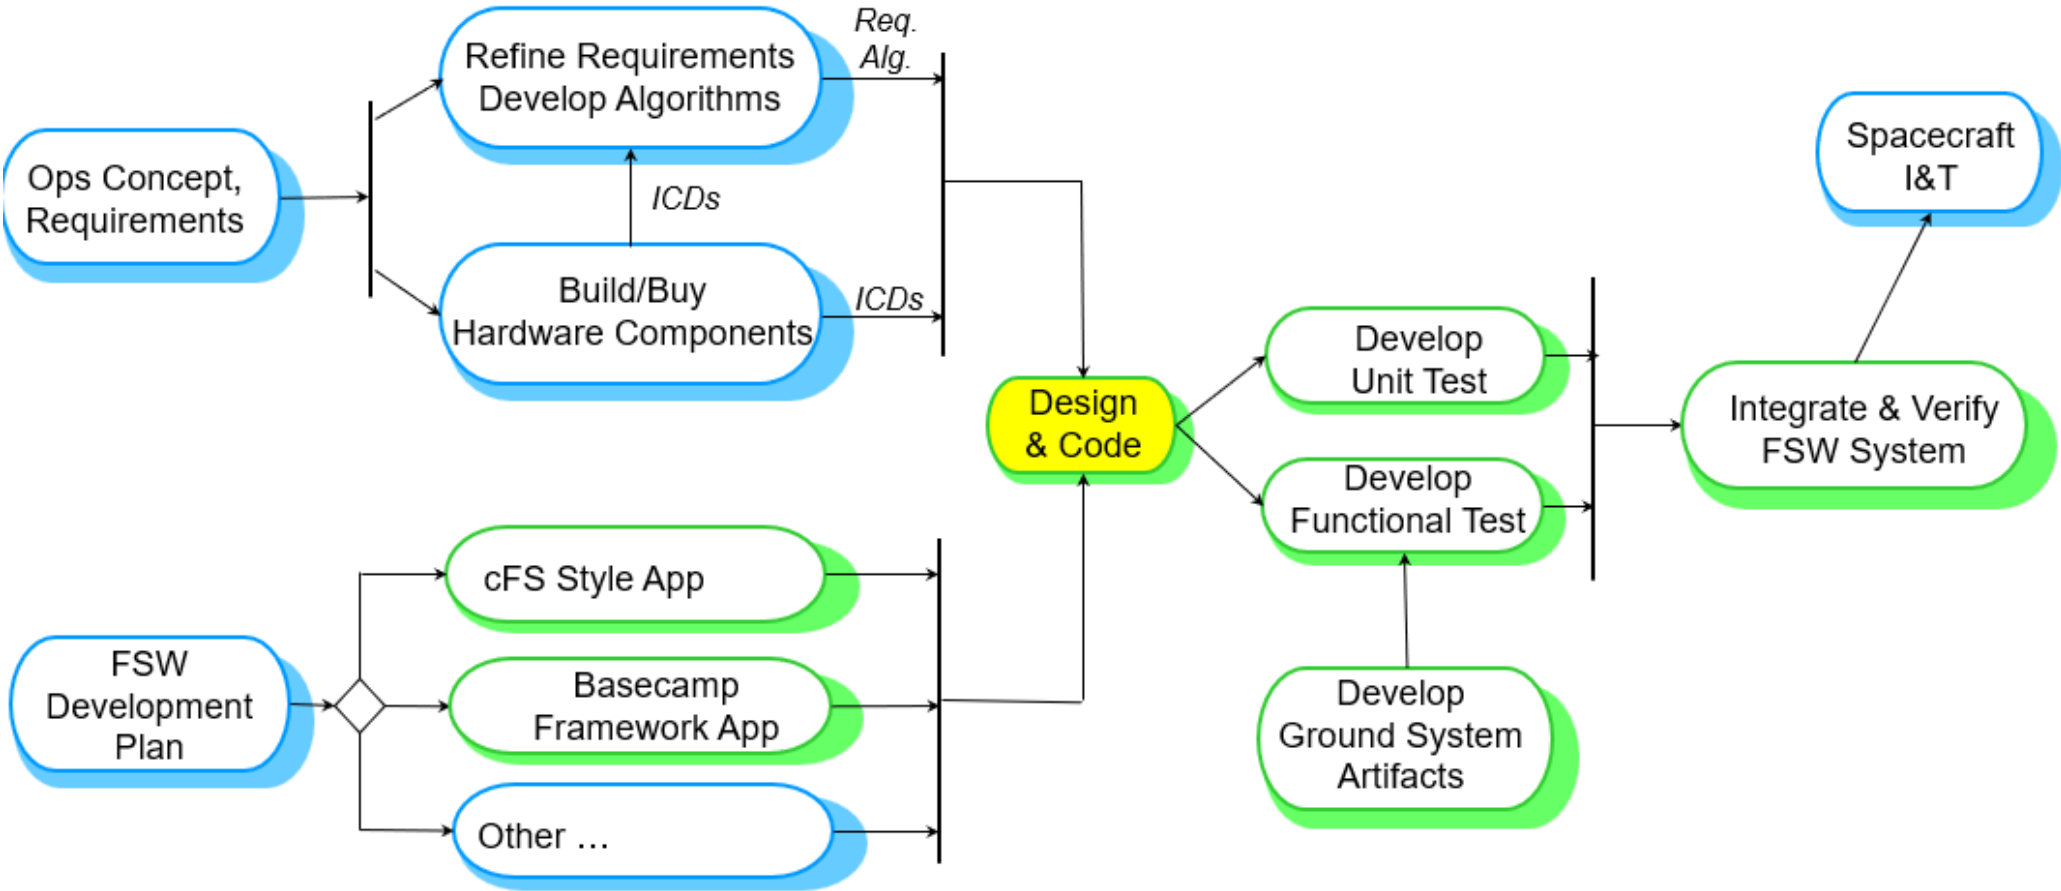 Ops Concept,
Requirements
Refine Requirements
Develop Algorithms
Req.
Alg.
ICDs
Build/Buy
Hardware Components
ICDs
FSW
Development
Plan
cFS Style App
Basecamp
Framework App
Other ...
Design
& Code
Develop
Unit Test
Develop
Functional Test
Develop
Ground System
Artifacts
Integrate & Verify
FSW System
Spacecraft
I&T